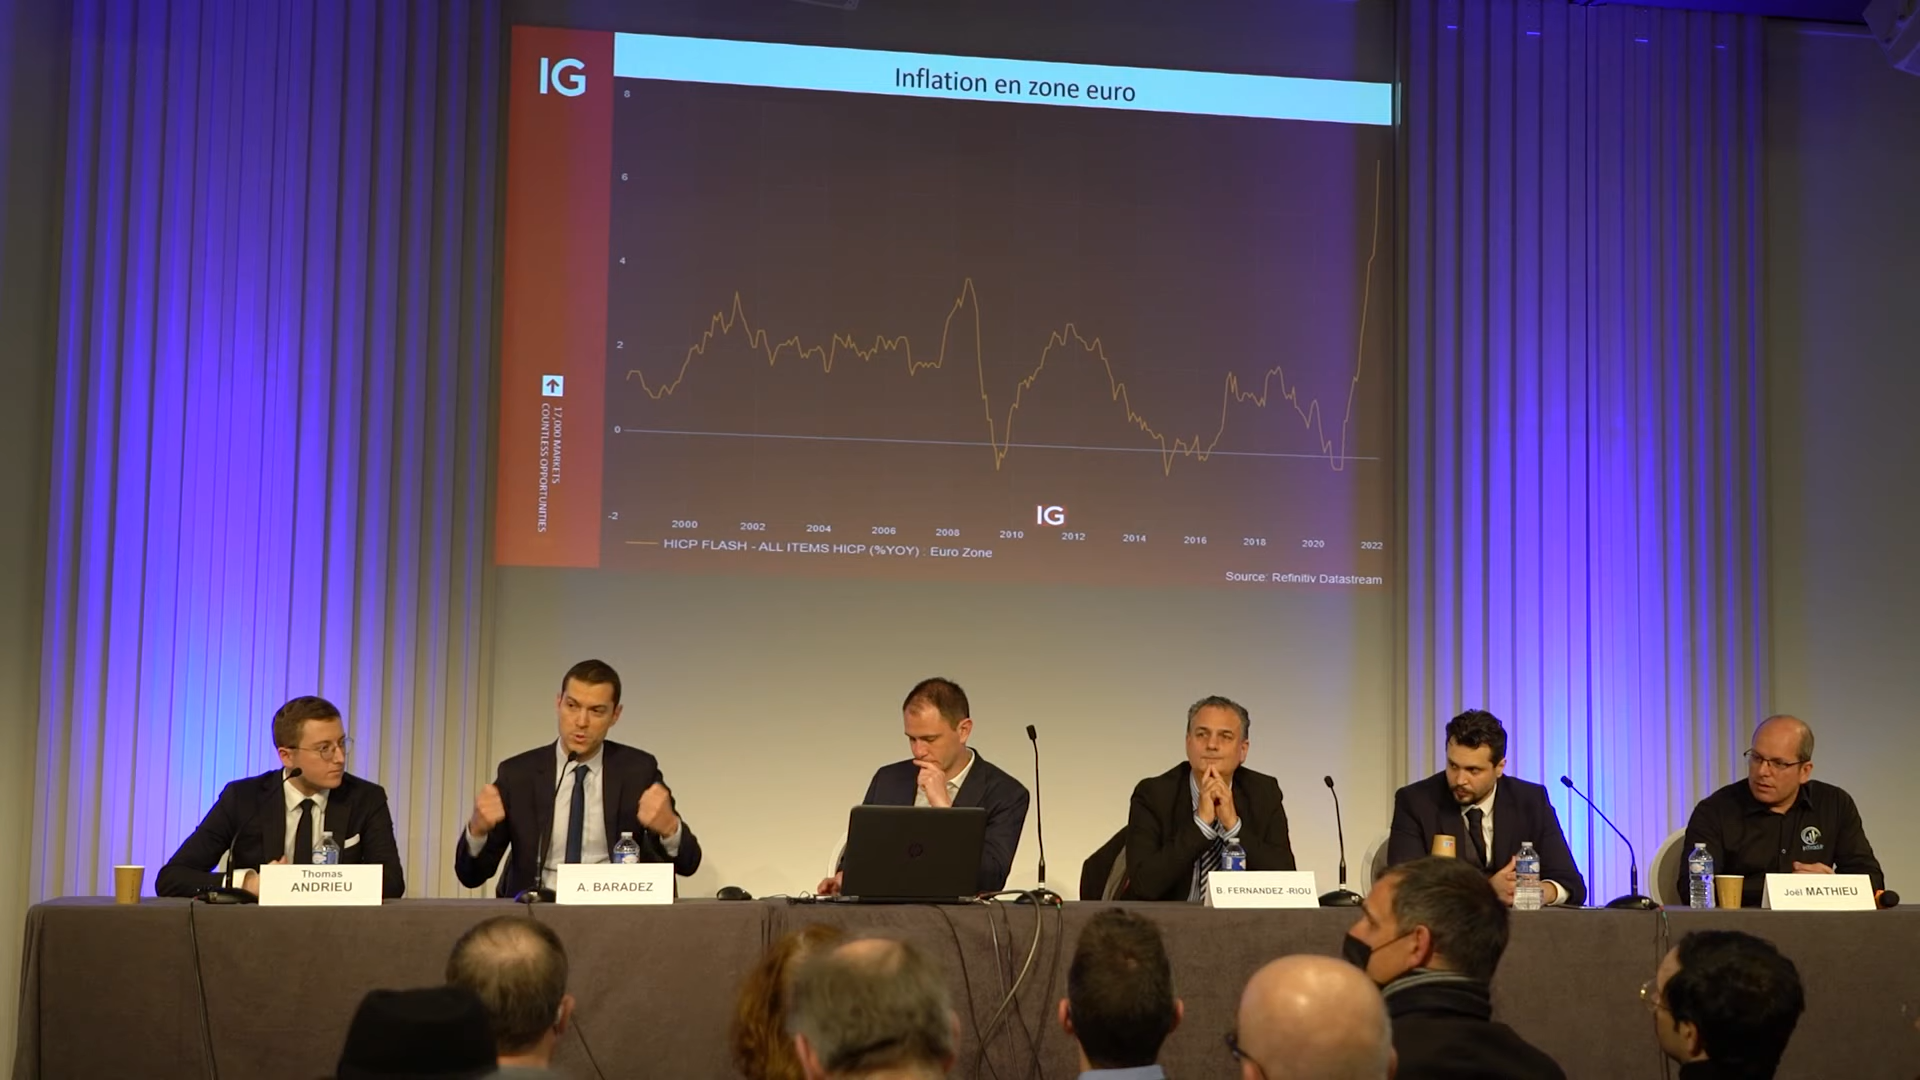 IG
Inflation en zone euro
8
6
4
2
0
-2
17,000 MARKETS
COUNTLESS OPPORTUNITIES
2000 2002 2004 2006 2008 2010 2012 2014 2016 2018 2020 2022
IG
HICP FLASH - ALL ITEMS HICP (%YOY) : Euro Zone
Source: Refinitiv Datastream
Thomas
ANDRIEU
A. BARADEZ
B. FERNANDEZ -RIOU
Joël MATHIEU